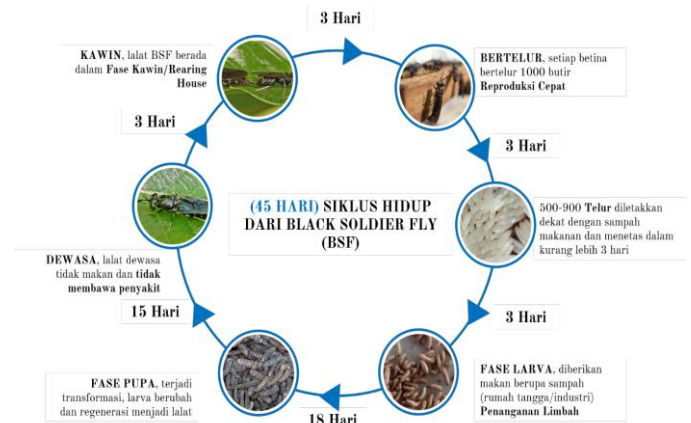 3 Hari
KAWIN, lalat BSF berada
dalam Fase Kawin/Rearing
House
BERTELUR, setiap betina
bertelur 1000 butir
Reproduksi Cepat
3 Hari
3 Hari
(45 HARI) SIKLUS HIDUP
DARI BLACK SOLDIER FLY
(BSF)
500-900 Telur diletakkan
dekat dengan sampah
makanan dan menetas dalam
kurang lebih 3 hari
DEWASA, lalat dewasa
tidak makan dan tidak
membawa penyakit
15 Hari
3 Hari
FASE PUPA, terjadi
transformasi, larva berubah
dan regenerasi menjadi lalat
FASE LARVA, diberikan
makan berupa sampah
(rumah tangga/industri)
Penanganan Limbah
18 Hari